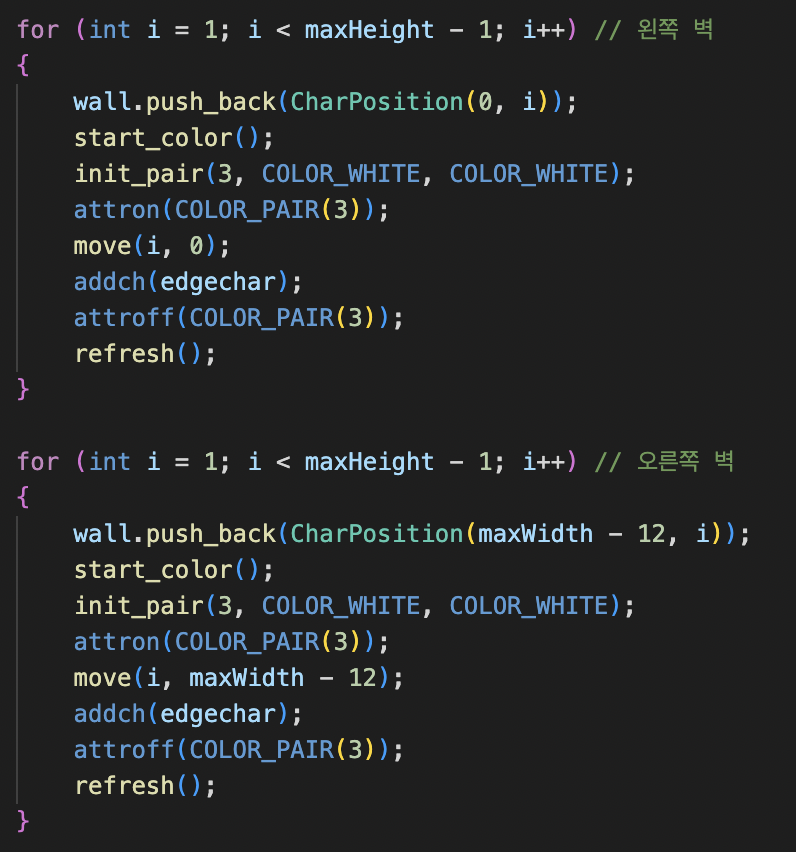 for (int i = 1; i < maxHeight - 1; i++) // 왼쪽 벽
{
    wall.push_back(CharPosition(0, i));
    start_color();
    init_pair(3, COLOR_WHITE, COLOR_WHITE);
    attron(COLOR_PAIR(3));
    move(i, 0);
    addch(edgechar);
    attroff(COLOR_PAIR(3));
    refresh();
}
for (int i = 1; i < maxHeight - 1; i++) // 오른쪽 벽
{
    wall.push_back(CharPosition(maxWidth - 12, i));
    start_color();
    init_pair(3, COLOR_WHITE, COLOR_WHITE);
    attron(COLOR_PAIR(3));
    move(i, maxWidth - 12);
    addch(edgechar);
    attroff(COLOR_PAIR(3));
    refresh();
}